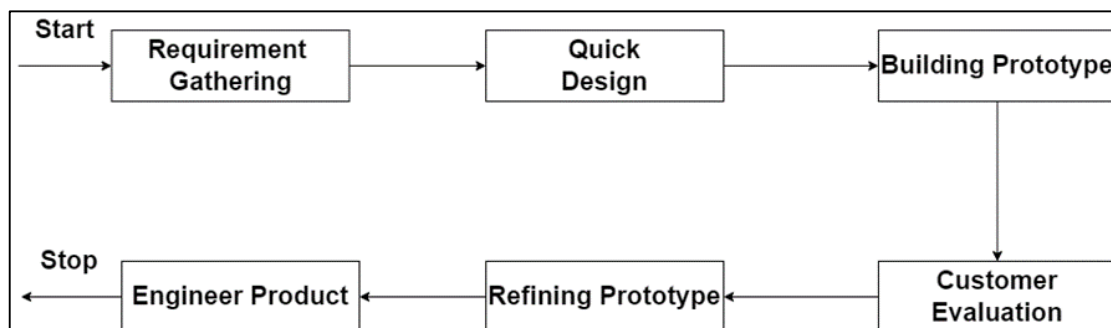 Start
Requirement
Gathering
Quick
Design
Building Prototype
Stop
Engineer Product
Refining Prototype
Customer
Evaluation